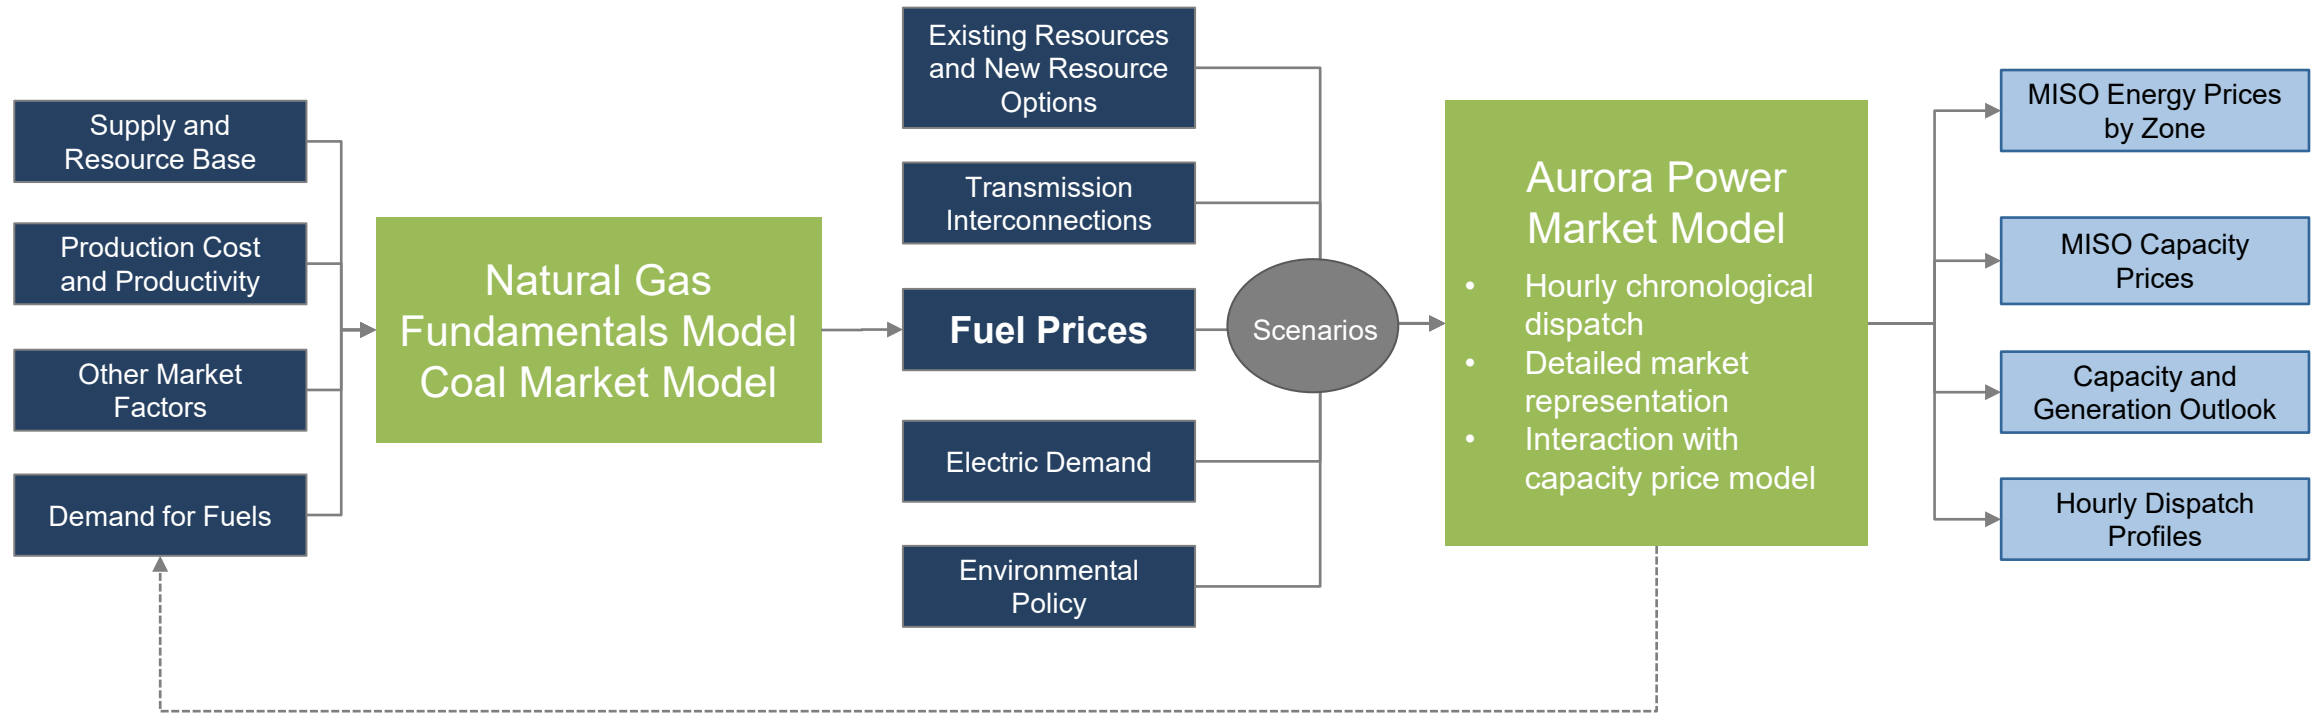 Supply and
Resource Base
Production Cost
and Productivity
Other Market
Factors
Demand for Fuels
Natural Gas
Fundamentals Model
Coal Market Model
Existing Resources
and New Resource
Options
Transmission
Interconnections
Fuel Prices
Electric Demand
Environmental
Policy
Scenarios
Aurora Power
Market Model
• Hourly chronological
dispatch
• Detailed market
representation
• Interaction with
capacity price model
MISO Energy Prices
by Zone
MISO Capacity
Prices
Capacity and
Generation Outlook
Hourly Dispatch
Profiles